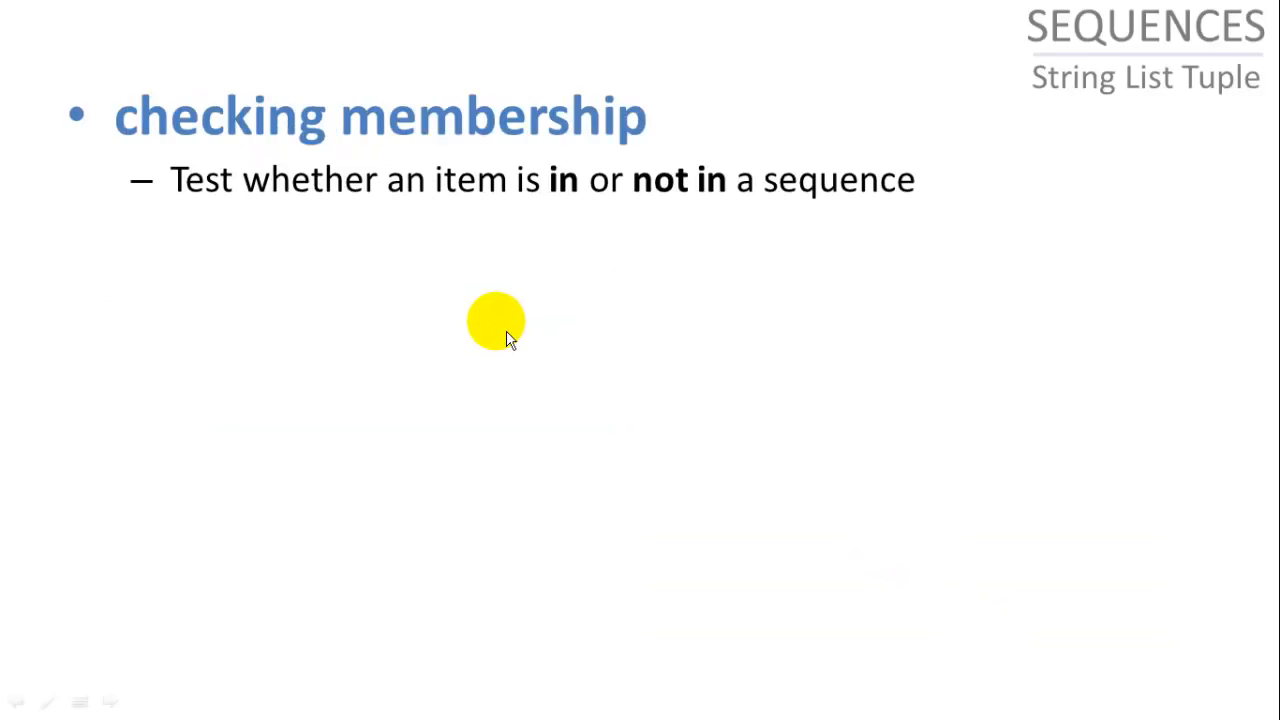 SEQUENCES
String List Tuple
• checking membership
– Test whether an item is in or not in a sequence